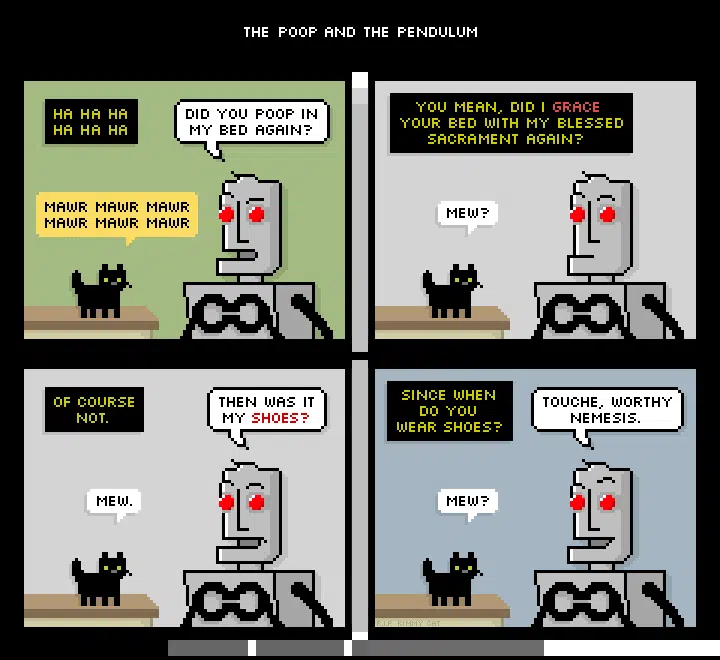 THE POOP AND THE PENDULUM
HA HA HA
HA HA HA
DID YOU POOP IN
MY BED AGAIN?
MAWR MAWR MAWR
MAWR MAWR MAWR
YOU MEAN, DID I GRACE
YOUR BED WITH MY BLESSED
SACRAMENT AGAIN?
MEW?
OF COURSE
NOT.
THEN WAS IT
MY SHOES?
MEW.
SINCE WHEN
DO YOU
WEAR SHOES?
TOUCHE, WORTHY
NEMESIS.
MEW?
R.I.P. KIMMY CAT